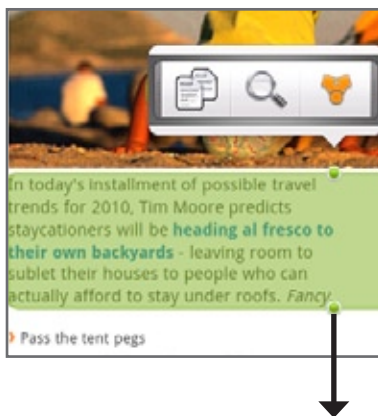 In today's installment of possible travel
trends for 2010, Tim Moore predicts
staycationers will be heading al fresco to
their own backyards - leaving room to
sublet their houses to people who can
actually afford to stay under roofs. Fancy
Pass the tent pegs